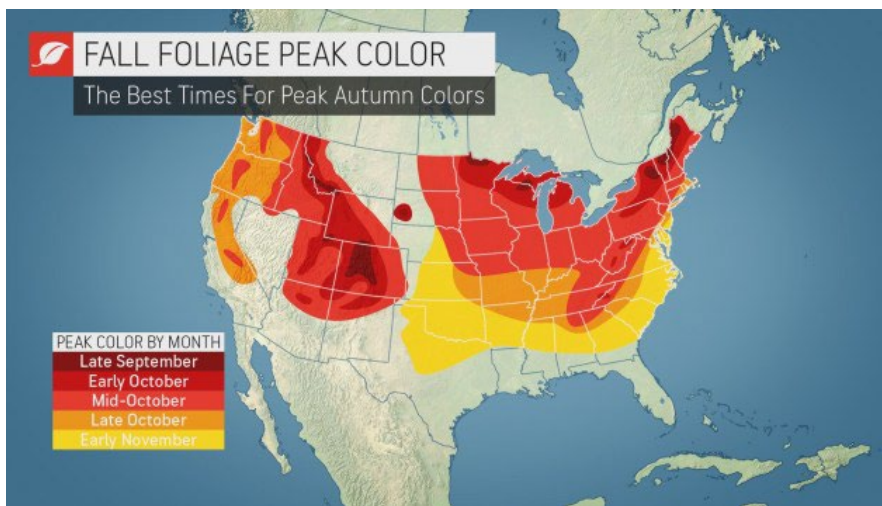 FALL FOLIAGE PEAK COLOR
The Best Times For Peak Autumn Colors
PEAK COLOR BY MONTH
Late September
Early October
Mid-October
Late October
Early November